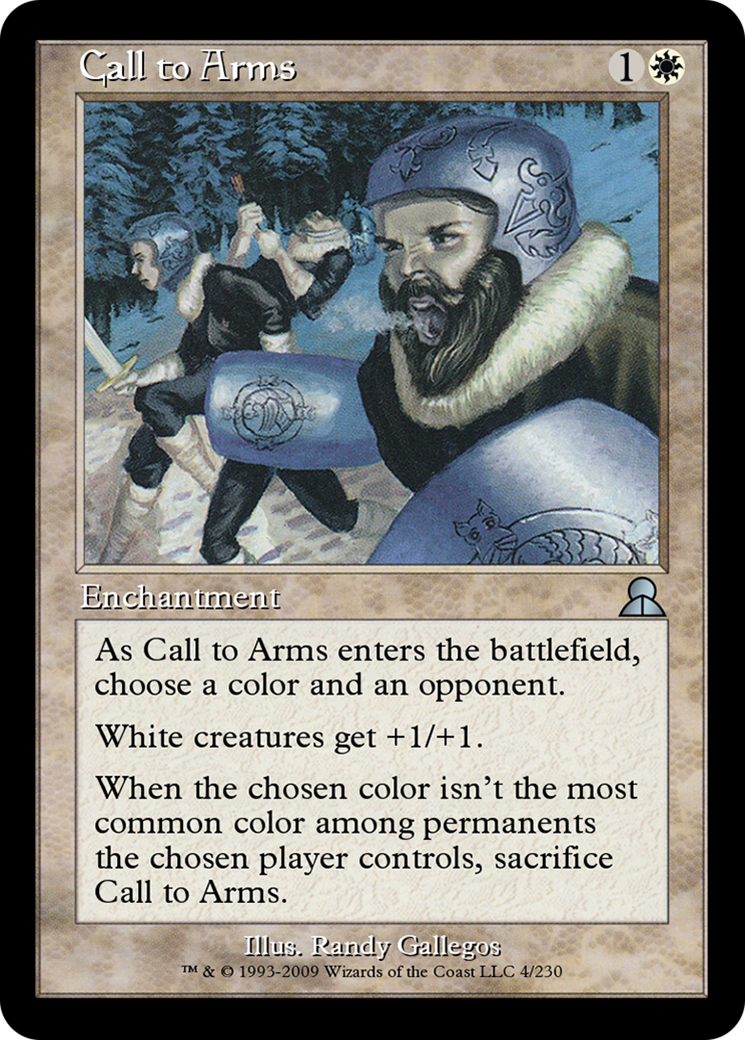 Call to Arms
1
Enchantment
As Call to Arms enters the battlefield,
choose a color and an opponent.
White creatures get +1/+1.
When the chosen color isn't the most
common color among permanents
the chosen player controls, sacrifice
Call to Arms.
Illus. Randy Gallegos
™ & © 1993-2009 Wizards of the Coast LLC 4/230